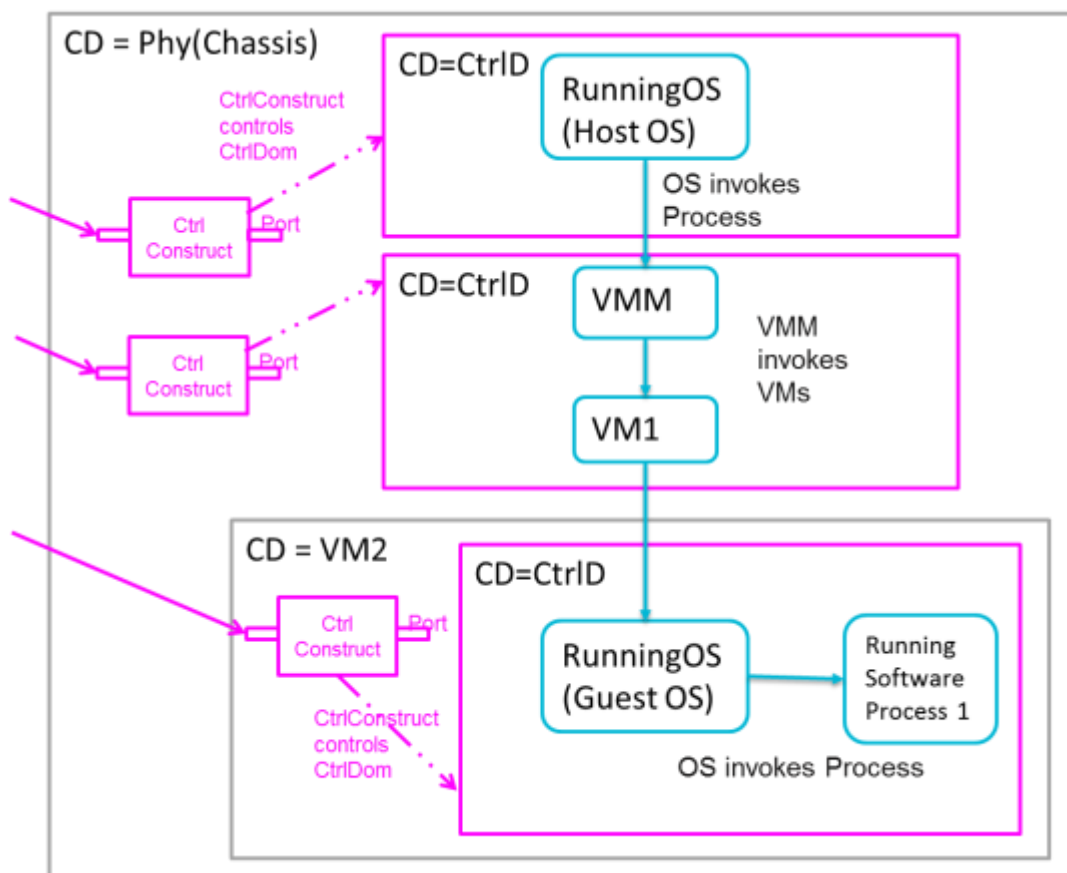 CD = Phy(Chassis)
CtrlConstruct
controls
CtrlDom
CD=CtrlD
RunningOS
(Host OS)
OS invokes
Process
Ctrl
Construct
Port
CD=CtrlD
VMM
VMM
invokes
VMs
VM1
Ctrl
Construct
Port
CD = VM2
CD=CtrlD
Ctrl
Construct
Port
RunningOS
(Guest OS)
Running
Software
Process 1
CtrlConstruct
controls
CtrlDom
OS invokes Process